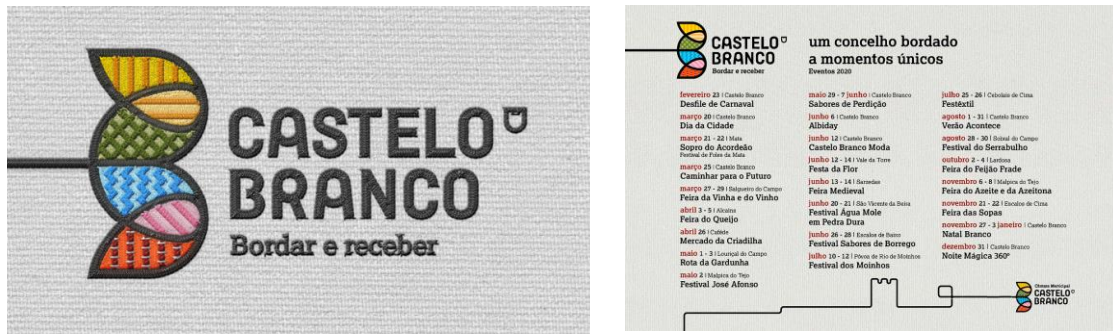 CASTELO
BRANCO
Bordar e receber
CASTELO
BRANCO
Bordar e receber
um concelho bordado
a momentos únicos
Eventos 2020
fevereiro 23 | Castelo Branco
Desfile de Carnaval
março 20 | Castelo Branco
Dia da Cidade
março 21 - 22 | Mata
Sopro do Acordeão
Festival de Foles da Mata
março 25 | Castelo Branco
Caminhar para o Futuro
março 27 - 29 | Salgueiro do Campo
Feira da Vinha e do Vinho
abril 3 - 5 | Alcains
Feira do Queijo
abril 26 | Cafede
Mercado da Criadilha
maio 1 - 3 | Louriçal do Campo
Rota da Gardunha
maio 2 | Malpica do Tejo
Festival José Afonso
maio 29 - 7 junho | Castelo Branco
Sabores de Perdição
junho 6 | Castelo Branco
Albiday
junho 12 | Castelo Branco
Castelo Branco Moda
junho 12 - 14 | Vale da Torre
Festa da Flor
junho 13 - 14 | Sarzedas
Feira Medieval
junho 20 - 21 | São Vicente da Beira
Festival Água Mole
em Pedra Dura
junho 26 - 28 | Escalos de Baixo
Festival Sabores de Borrego
julho 10 - 12 | Póvoa de Rio de Moinhos
Festival dos Moinhos
julho 25 - 26 | Cebolais de Cima
Festêxtil
agosto 1 - 31 | Castelo Branco
Verão Acontece
agosto 28 - 30 | Sobral do Campo
Festival do Serrabulho
outubro 2 - 4 | Lardosa
Feira do Feijão Frade
novembro 6 - 8 | Malpica do Tejo
Feira do Azeite e da Azeitona
novembro 21 - 22 | Escalos de Cima
Feira das Sopas
novembro 27 - 3 janeiro | Castelo Branco
Natal Branco
dezembro 31 | Castelo Branco
Noite Mágica 360º
Câmara Municipal
CASTELO
BRANCO